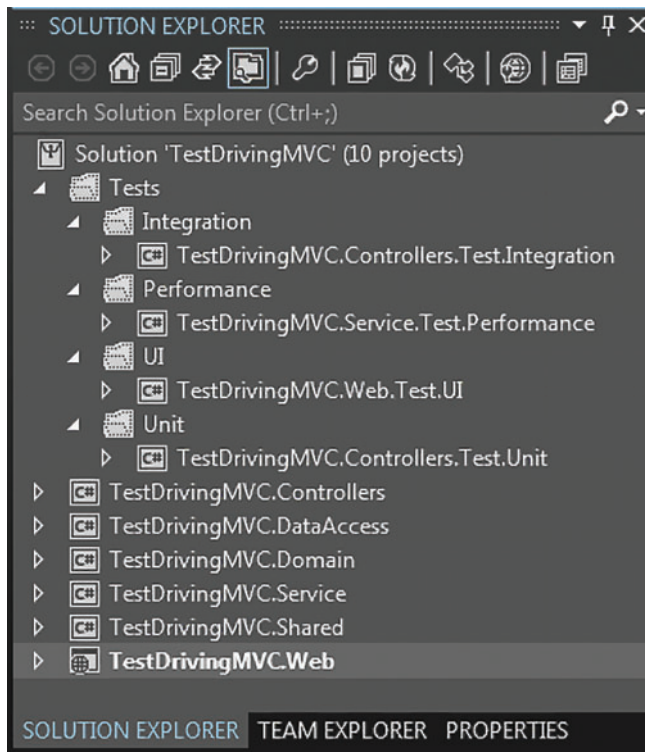 SOLUTION EXPLORER
Search Solution Explorer (Ctrl+;)
Solution 'TestDrivingMVC' (10 projects)
Tests
Integration
C# TestDrivingMVC.Controllers.Test.Integration
Performance
C# TestDrivingMVC.Service.Test.Performance
UI
C# TestDrivingMVC.Web.Test.UI
Unit
C# TestDrivingMVC.Controllers.Test.Unit
C# TestDrivingMVC.Controllers
C# TestDrivingMVC.DataAccess
C# TestDrivingMVC.Domain
C# TestDrivingMVC.Service
C# TestDrivingMVC.Shared
TestDrivingMVC.Web
SOLUTION EXPLORER TEAM EXPLORER PROPERTIES